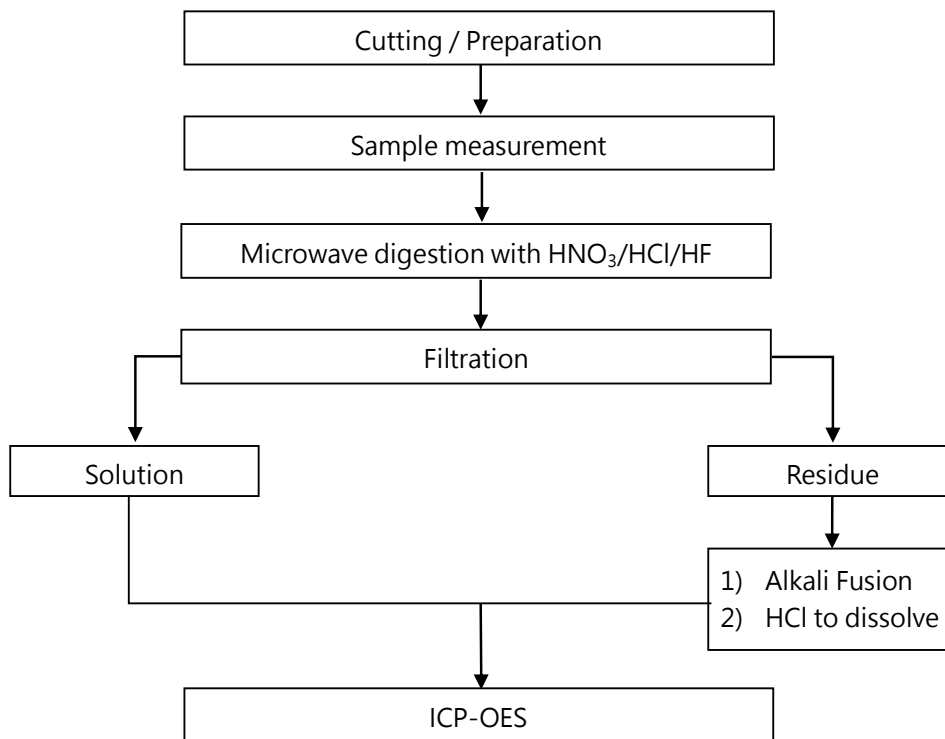 Cutting / Preparation
Sample measurement
Microwave digestion with HNO₃/HCl/HF
Filtration
Solution
Residue
1) Alkali Fusion
2) HCl to dissolve
ICP-OES